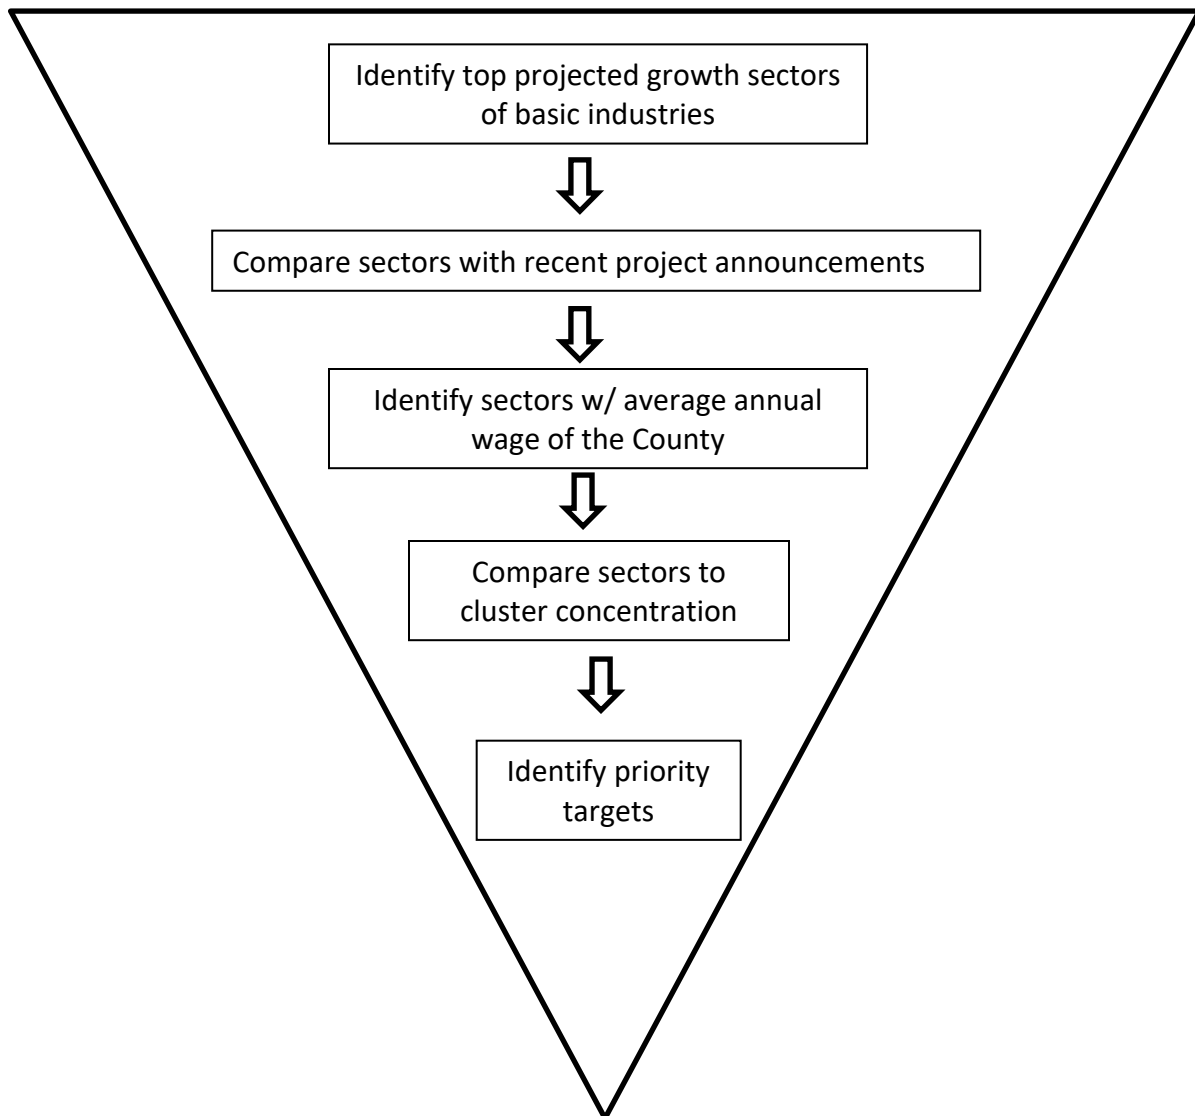 Identify top projected growth sectors
of basic industries
Compare sectors with recent project announcements
Identify sectors w/ average annual
wage of the County
Compare sectors to
cluster concentration
Identify priority
targets